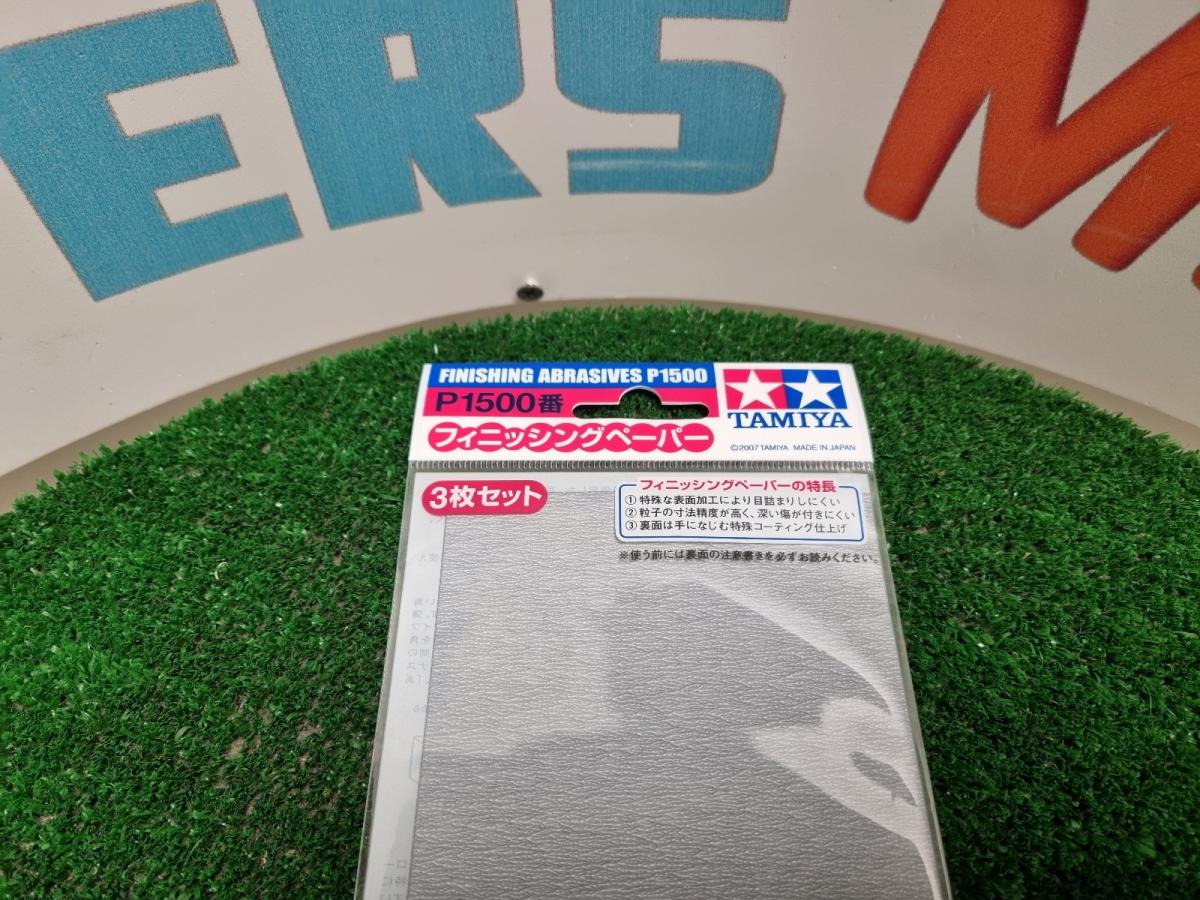 ERS M
FINISHING ABRASIVES P1500
P1500番
フィニッシングペーパー
TAMIYA
©2007 TAMIYA MADE IN JAPAN
3枚セット
フィニッシングペーパーの特長
① 特殊な表面加工により目詰まりしにくい
② 粒子の寸法精度が高く、深い傷が付きにくい
③ 裏面は手になじむ特殊コーティング仕上げ
※使う前には裏面の注意書きを必ずお読みください。